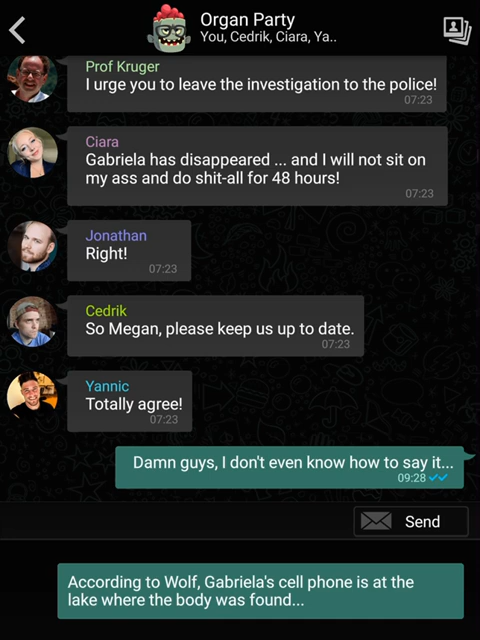 Organ Party
You, Cedrik, Ciara, Ya..
Prof Kruger
I urge you to leave the investigation to the police!
07:23
Ciara
Gabriela has disappeared ... and I will not sit on
my ass and do shit-all for 48 hours!
07:23
Jonathan
Right!
07:23
Cedrik
So Megan, please keep us up to date.
07:23
Yannic
Totally agree!
07:23
Damn guys, I don't even know how to say it...
09:28
Send
According to Wolf, Gabriela's cell phone is at the
lake where the body was found...